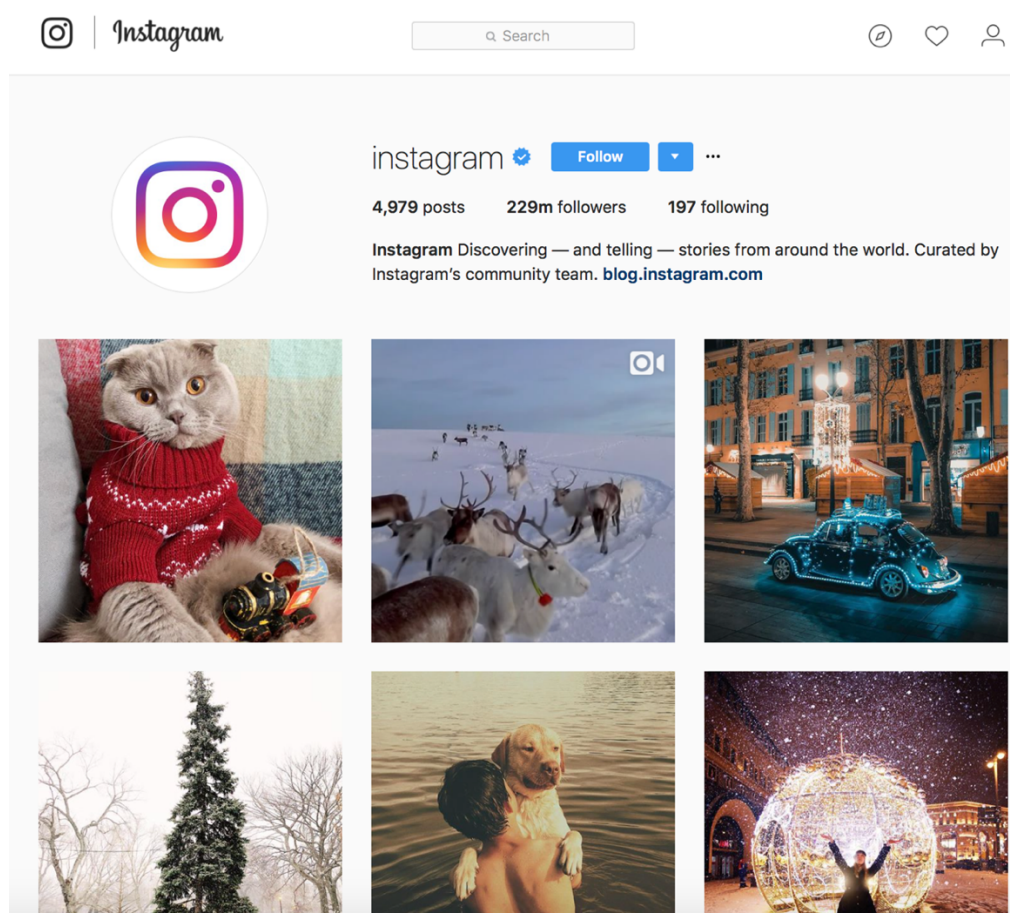 Instagram
Search
instagram Follow
4,979 posts 229m followers 197 following
Instagram Discovering — and telling — stories from around the world. Curated by
Instagram's community team. blog.instagram.com